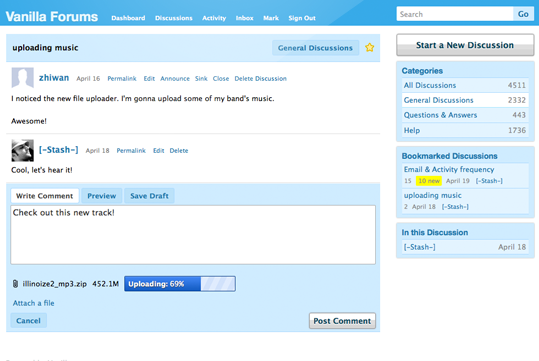 Vanilla Forums Dashboard Discussions Activity Inbox Mark Sign Out
Search Go
uploading music General Discussions
zhiwan April 16 Permalink Edit Announce Sink Close Delete Discussion
I noticed the new file uploader. I'm gonna upload some of my band's music.
Awesome!
[-Stash-] April 18 Permalink Edit Delete
Cool, let's hear it!
Write Comment Preview Save Draft
Check out this new track!
illinoize2_mp3.zip 452.1M Uploading: 69%
Attach a file
Cancel Post Comment
Start a New Discussion
Categories
All Discussions 4511
General Discussions 2332
Questions & Answers 443
Help 1736
Bookmarked Discussions
Email & Activity frequency
15 10 new April 19 [-Stash-]
uploading music
2 April 18 [-Stash-]
In this Discussion
[-Stash-] April 18